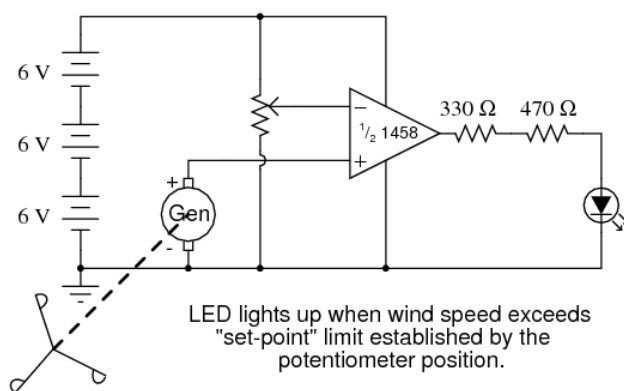 6 V
6 V
6 V
+
Gen
-
−
+
1/2 1458
330 Ω
470 Ω
LED lights up when wind speed exceeds
"set-point" limit established by the
potentiometer position.